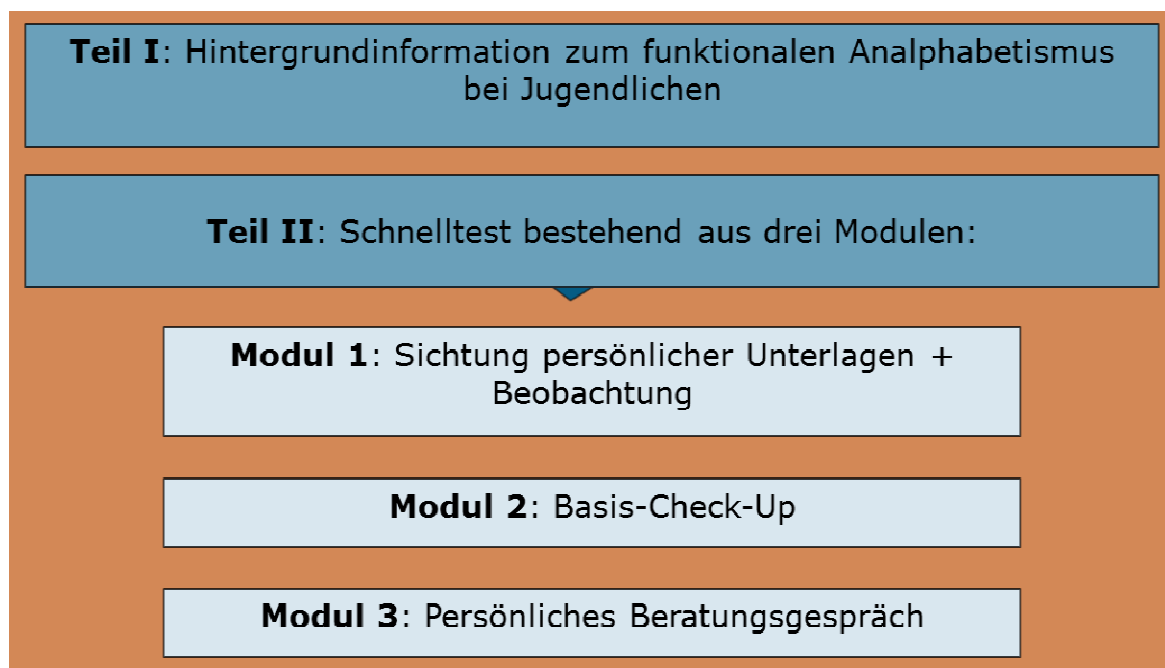 Teil I: Hintergrundinformation zum funktionalen Analphabetismus
bei Jugendlichen
Teil II: Schnelltest bestehend aus drei Modulen:
Modul 1: Sichtung persönlicher Unterlagen +
Beobachtung
Modul 2: Basis-Check-Up
Modul 3: Persönliches Beratungsgespräch